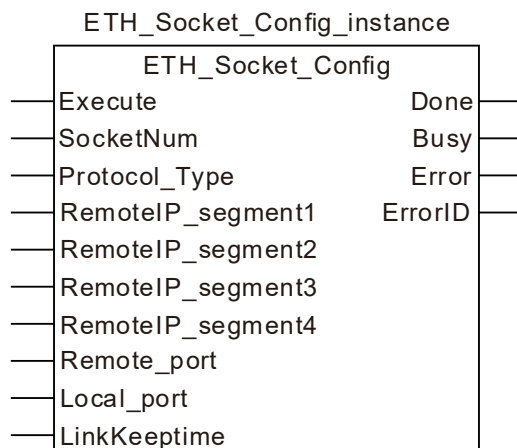 ETH_Socket_Config_instance
ETH_Socket_Config
Execute Done
SocketNum Busy
Protocol_Type Error
RemoteIP_segment1 ErrorID
RemoteIP_segment2
RemoteIP_segment3
RemoteIP_segment4
Remote_port
Local_port
LinkKeeptime